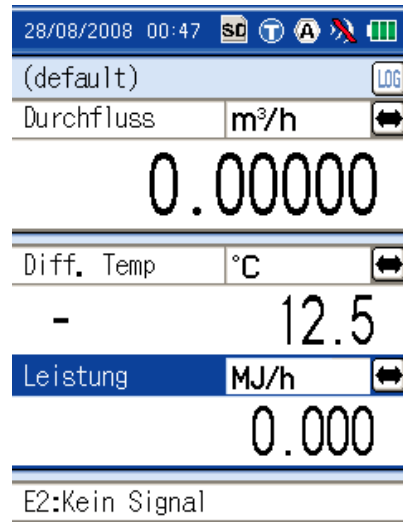 28/08/2008 00:47 SD T A
(default) LOG
Durchfluss m³/h
0.00000
Diff. Temp °C
- 12.5
Leistung MJ/h
0.000
E2:Kein Signal